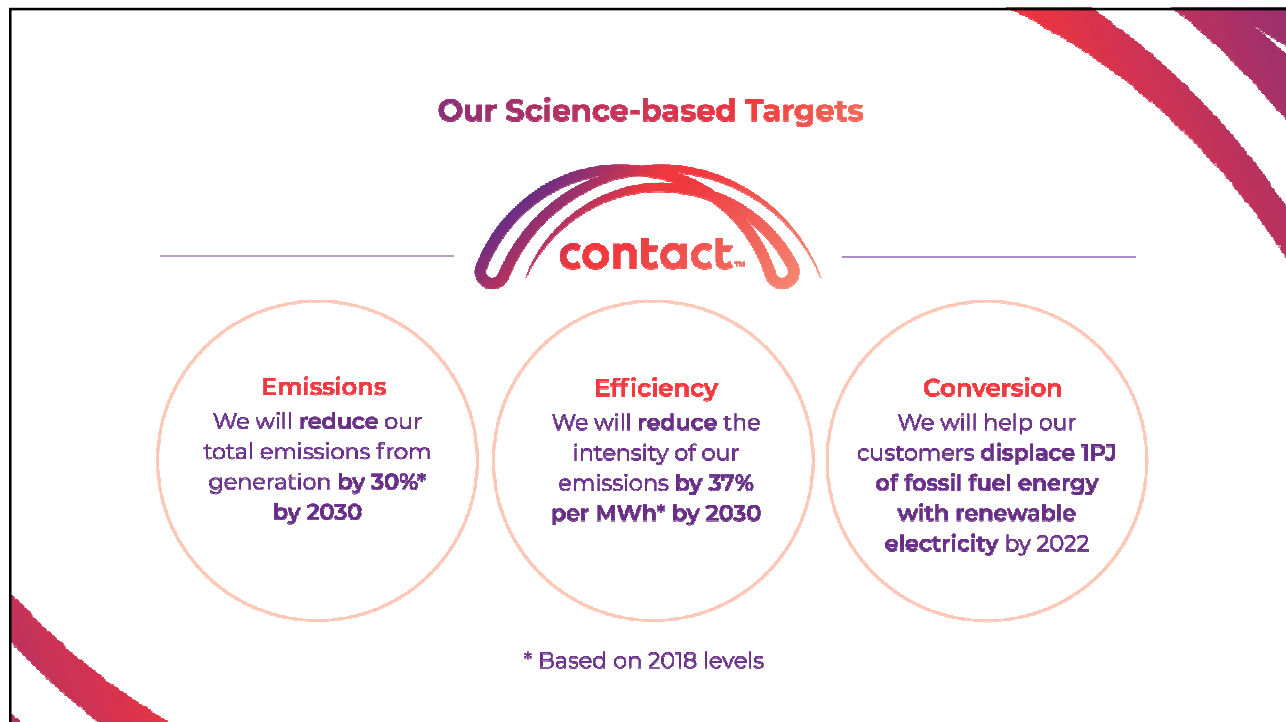 Our Science-based Targets
contact™
Emissions
We will reduce our
total emissions from
generation by 30%*
by 2030
Efficiency
We will reduce the
intensity of our
emissions by 37%
per MWh* by 2030
Conversion
We will help our
customers displace 1PJ
of fossil fuel energy
with renewable
electricity by 2022
* Based on 2018 levels